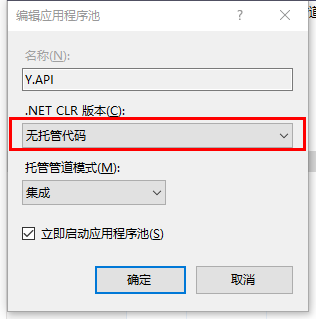 编辑应用程序池
?
名称(N):
Y.API
.NET CLR 版本(C):
无托管代码
托管管道模式(M):
集成
立即启动应用程序池(S)
确定
取消